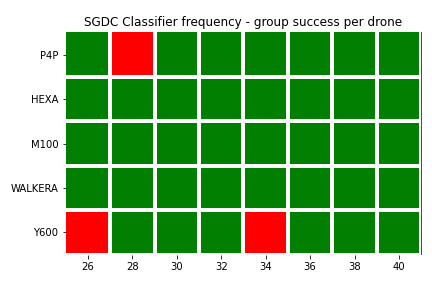 SGDC Classifier frequency - group success per drone
P4P
HEXA
M100
WALKERA
Y600
26 28 30 32 34 36 38 40